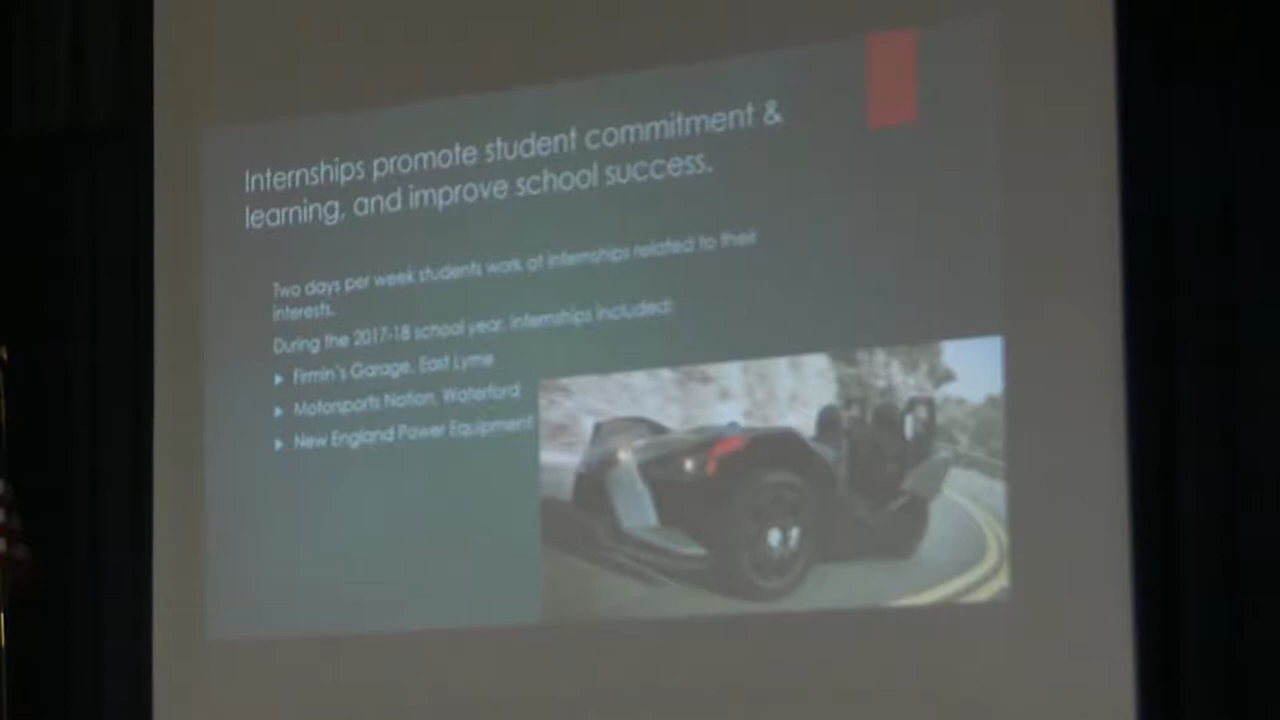 Internships promote student commitment &
learning, and improve school success.
Two days per week students work at internships related to their
interests.
During the 2017-18 school year, internships included:
Firmin's Garage, East Lyme
Motorsports Nation, Waterford
New England Power Equipment